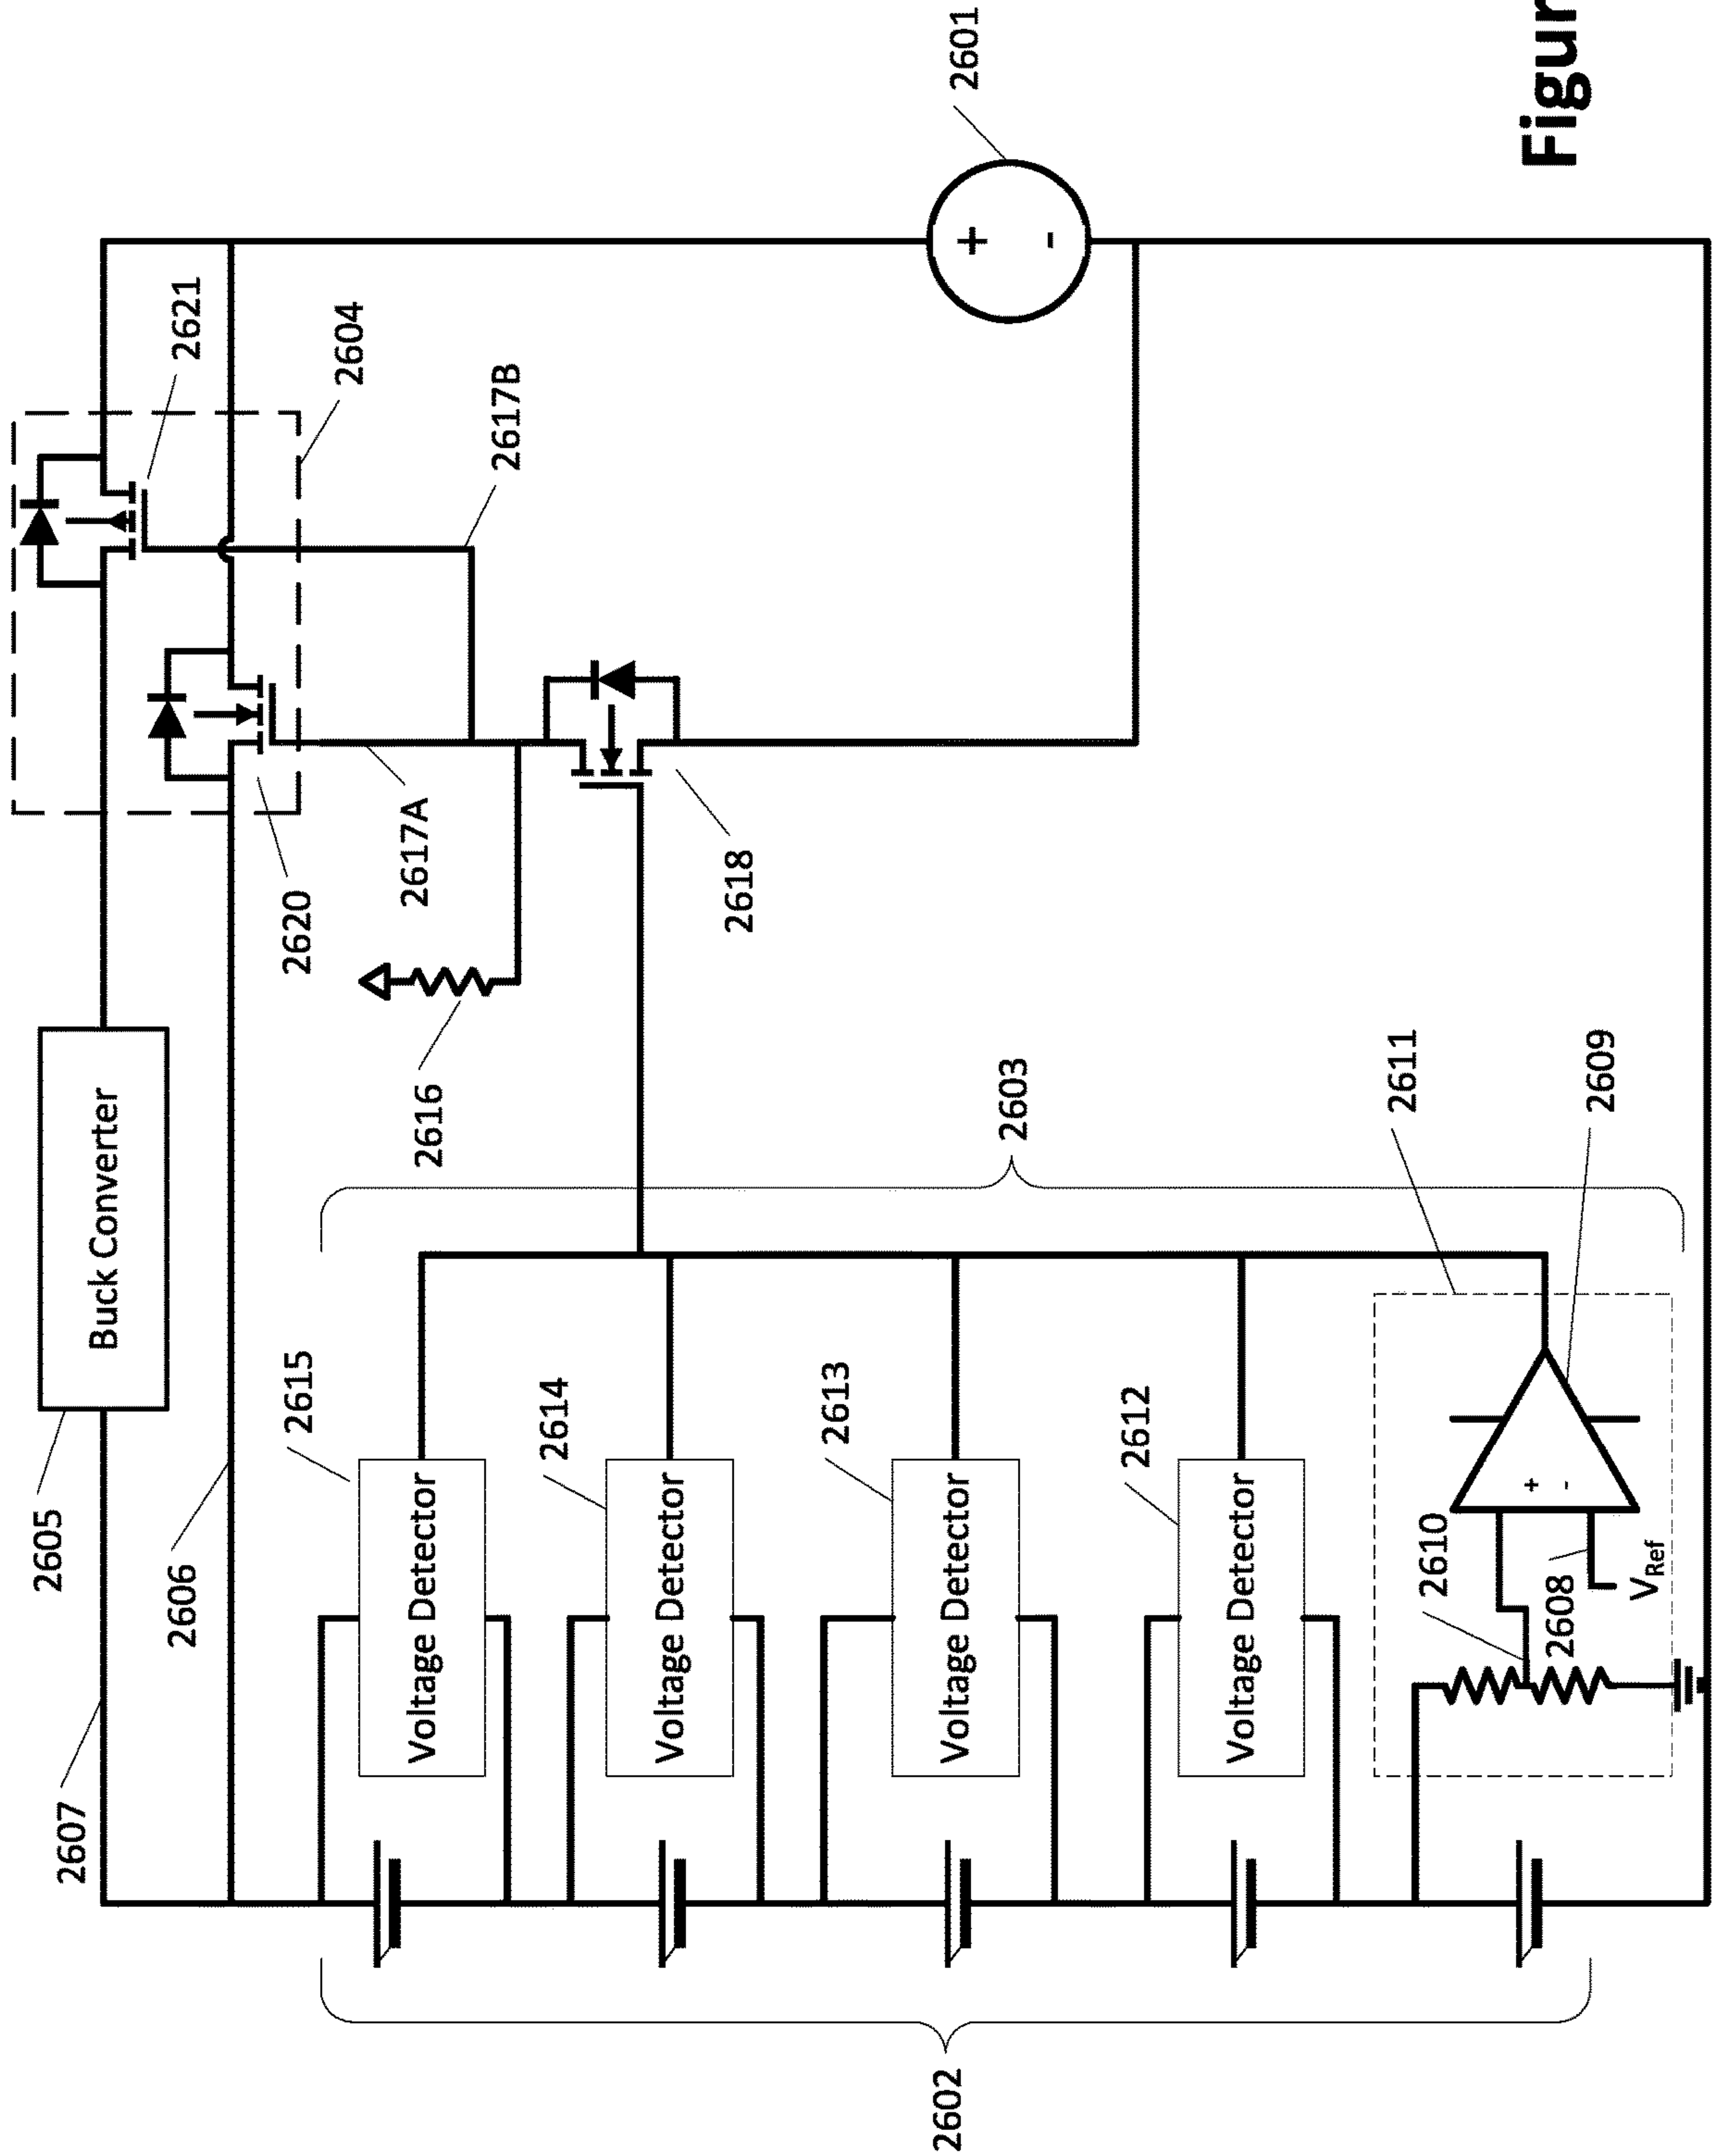 2607
2605
Buck Converter
2606
2620
2621
2604
2617A
2617B
2616
2618
2601
2602
2603
2615
Voltage Detector
2614
Voltage Detector
2613
Voltage Detector
2612
Voltage Detector
2611
2610
2608
VRef
+
-
2609
+
-
Figur